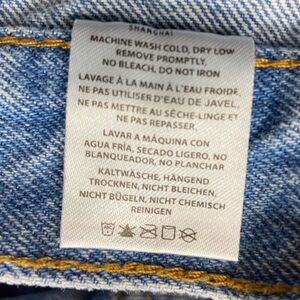 SHANGHAI
MACHINE WASH COLD, DRY LOW
REMOVE PROMPTLY,
NO BLEACH, DO NOT IRON
LAVAGE À LA MAIN À L'EAU FROIDE,
NE PAS UTILISER D'EAU DE JAVEL,
NE PAS METTRE AU SÈCHE-LINGE ET
NE PAS REPASSER.
LAVAR A MÁQUINA CON
AGUA FRÍA, SECADO LIGERO, NO
BLANQUEADOR, NO PLANCHAR
KALTWÄSCHE, HÄNGEND
TROCKNEN, NICHT BLEICHEN,
NICHT BÜGELN, NICHT CHEMISCH
REINIGEN